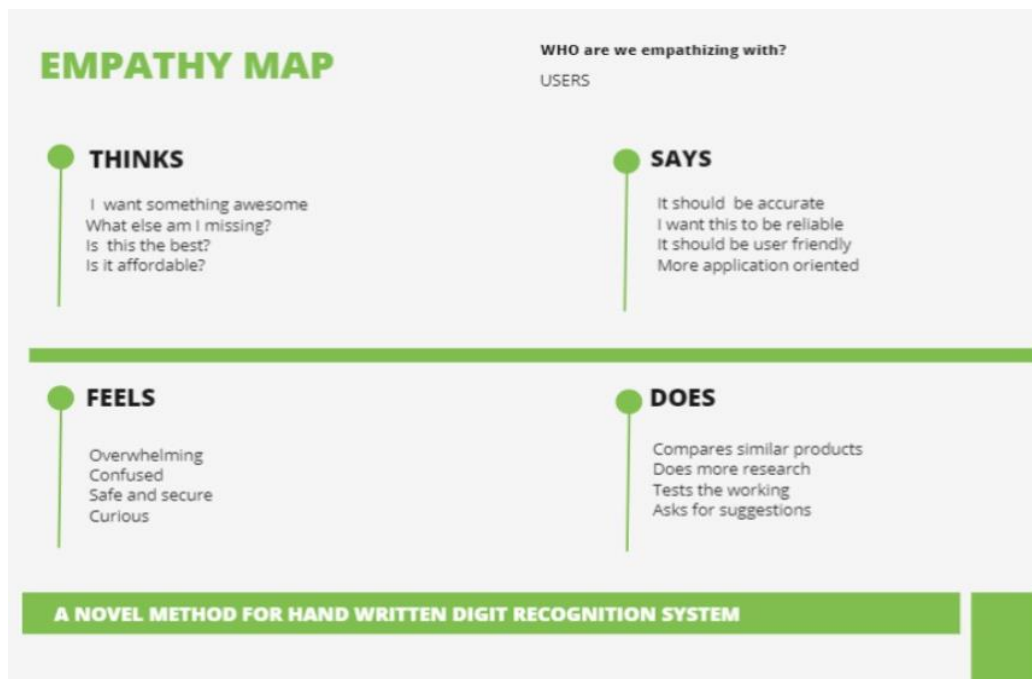 EMPATHY MAP
WHO are we empathizing with?
USERS
THINKS
I want something awesome
What else am I missing?
Is this the best?
Is it affordable?
SAYS
It should be accurate
I want this to be reliable
It should be user friendly
More application oriented
FEELS
Overwhelming
Confused
Safe and secure
Curious
DOES
Compares similar products
Does more research
Tests the working
Asks for suggestions
A NOVEL METHOD FOR HAND WRITTEN DIGIT RECOGNITION SYSTEM